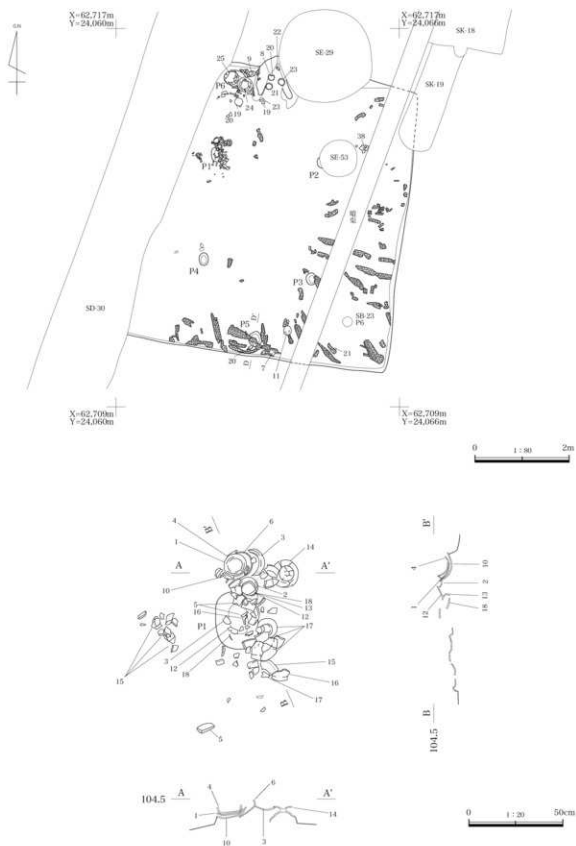 GN
X=62,717m
Y=24,060m
X=62,717m
Y=24,066m
SK-18
22
20
8
9
25
SE-29
23
P6
SK-19
21
23
19
24
19
20
38
SE-53
P1
P2
P4
P3
SD-30
SB-23
P6
P5
D'
21
20
D
7
11
X=62,709m
Y=24,060m
X=62,709m
Y=24,066m
0
1:80
2m
B'
6
4
3
1
14
A
A'
10
2
5
18
16
13
12
P1
17
3
15
12
18
16
15
17
B
5
B'
4
10
2
1
13
12
18
B
104.5
104.5
A
A'
6
4
1
14
3
10
0
1:20
50cm